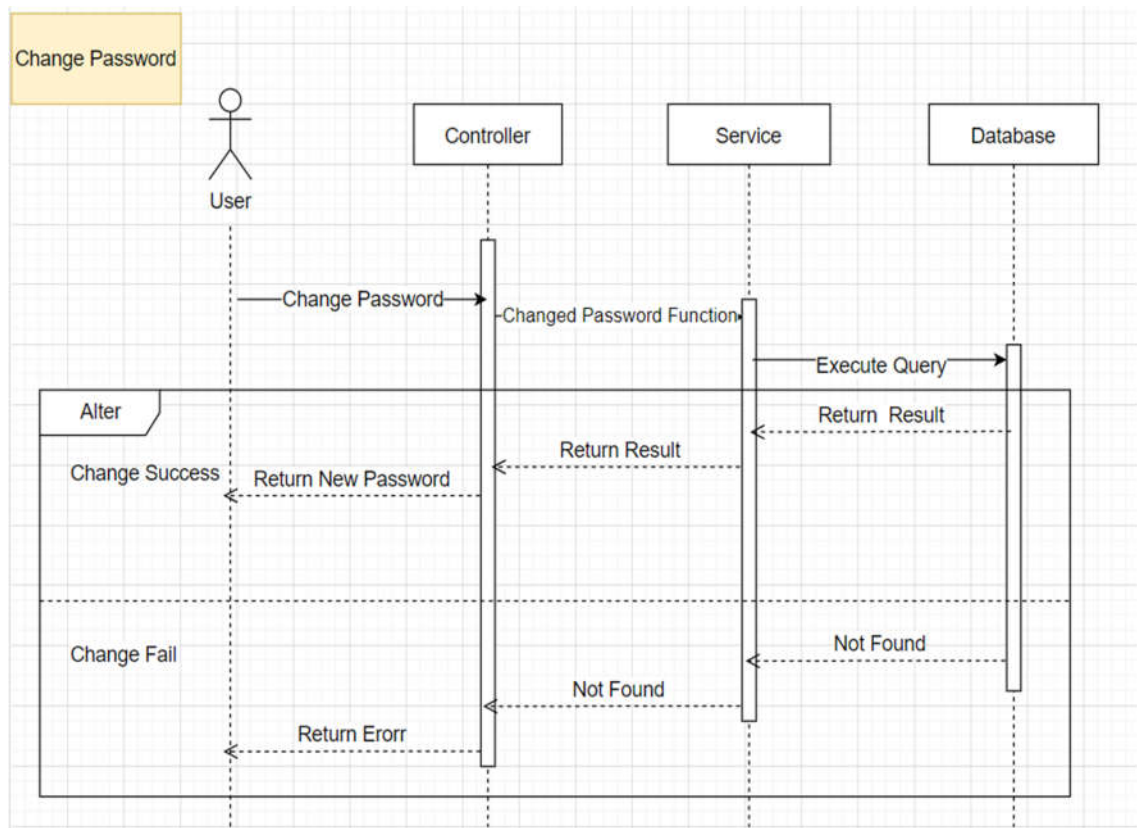 Change Password
User
Controller
Service
Database
Change Password
Changed Password Function
Execute Query
Alter
Return Result
Return Result
Change Success
Return New Password
Change Fail
Not Found
Not Found
Return Erorr